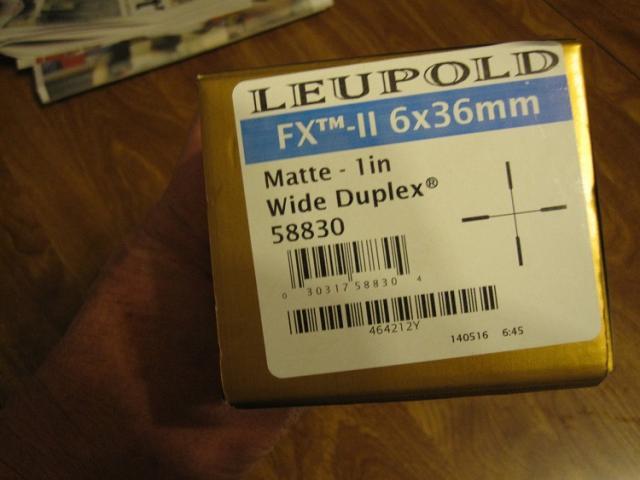 LEUPOLD
FX™-II 6x36mm
Matte - 1in
Wide Duplex®
58830
0 30317 58830 4
464212Y
140516 6:45